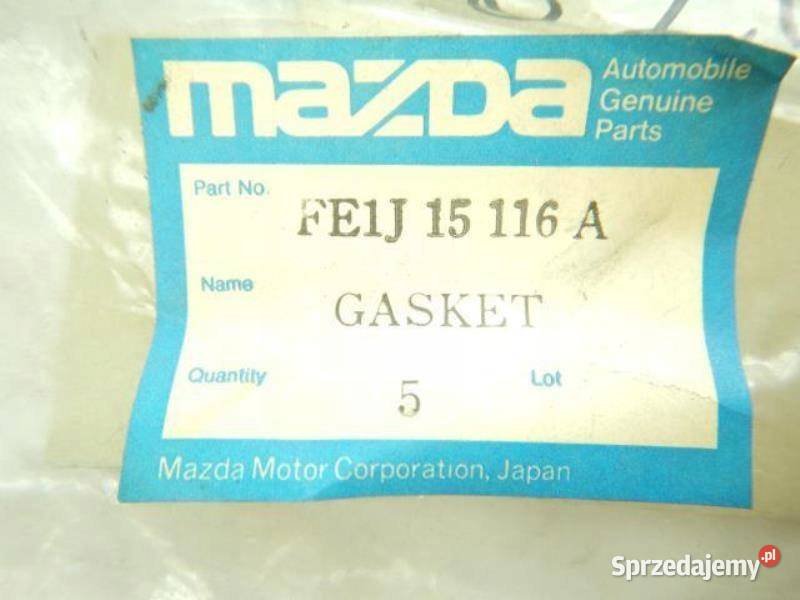 mazda
Automobile
Genuine
Parts
Part No.
FE1J 15 116 A
Name
GASKET
Quantity
Lot
5
Mazda Motor Corporation, Japan
Sprzedajemy.pl